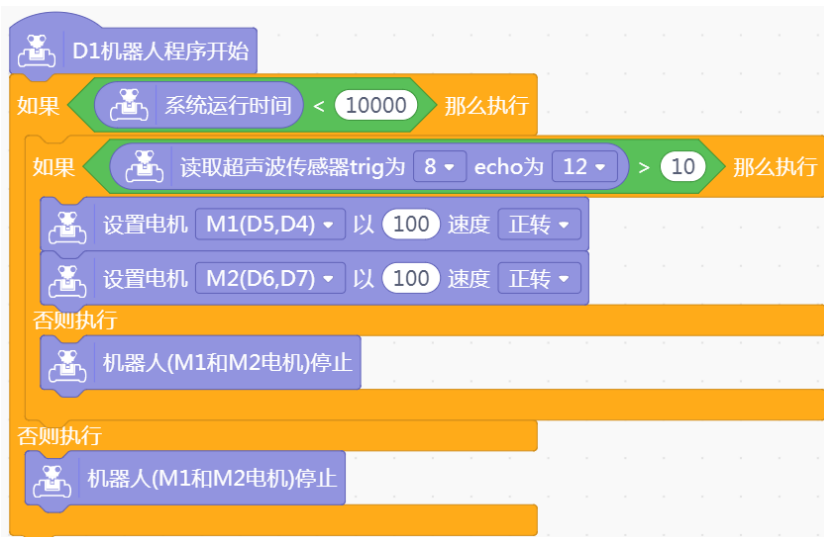 D1机器人程序开始
如果 系统运行时间 < 10000 那么执行
如果 读取超声波传感器trig为 8 echo为 12 > 10 那么执行
设置电机 M1(D5,D4) 以 100 速度 正转
设置电机 M2(D6,D7) 以 100 速度 正转
否则执行
机器人(M1和M2电机)停止
否则执行
机器人(M1和M2电机)停止